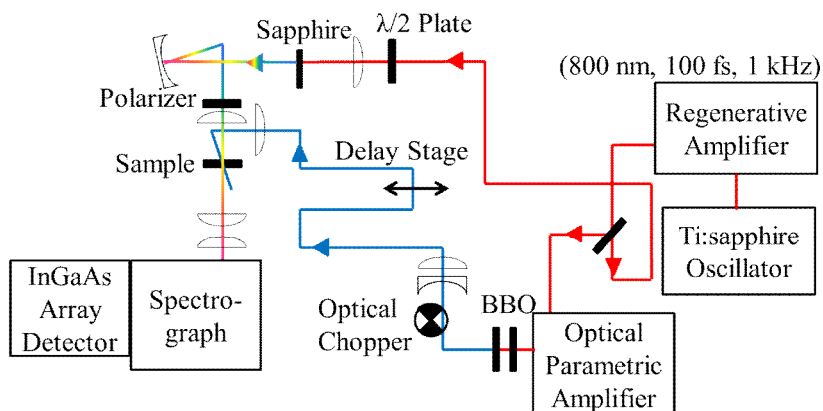 Sapphire
λ/2 Plate
(800 nm, 100 fs, 1 kHz)
Polarizer
Regenerative
Amplifier
Sample
Delay Stage
Ti:sapphire
Oscillator
InGaAs
Array
Detector
Spectro-
graph
Optical
Chopper
BBO
Optical
Parametric
Amplifier